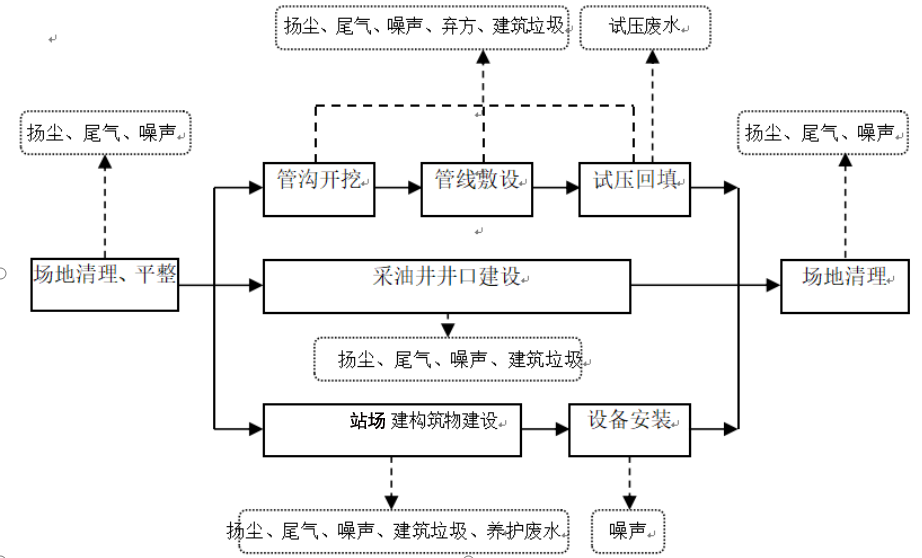 扬尘、尾气、噪声、弃方、建筑垃圾
试压废水
扬尘、尾气、噪声
扬尘、尾气、噪声
管沟开挖
管线敷设
试压回填
场地清理、平整
采油井井口建设
场地清理
扬尘、尾气、噪声、建筑垃圾
站场 建构筑物建设
设备安装
扬尘、尾气、噪声、建筑垃圾、养护废水
噪声